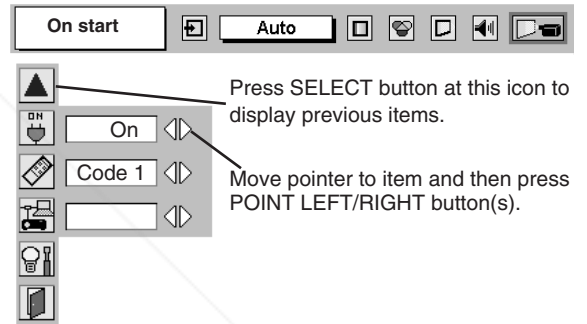 On start
Auto
Press SELECT button at this icon to
display previous items.
ON
On
Code 1
Move pointer to item and then press
POINT LEFT/RIGHT button(s).